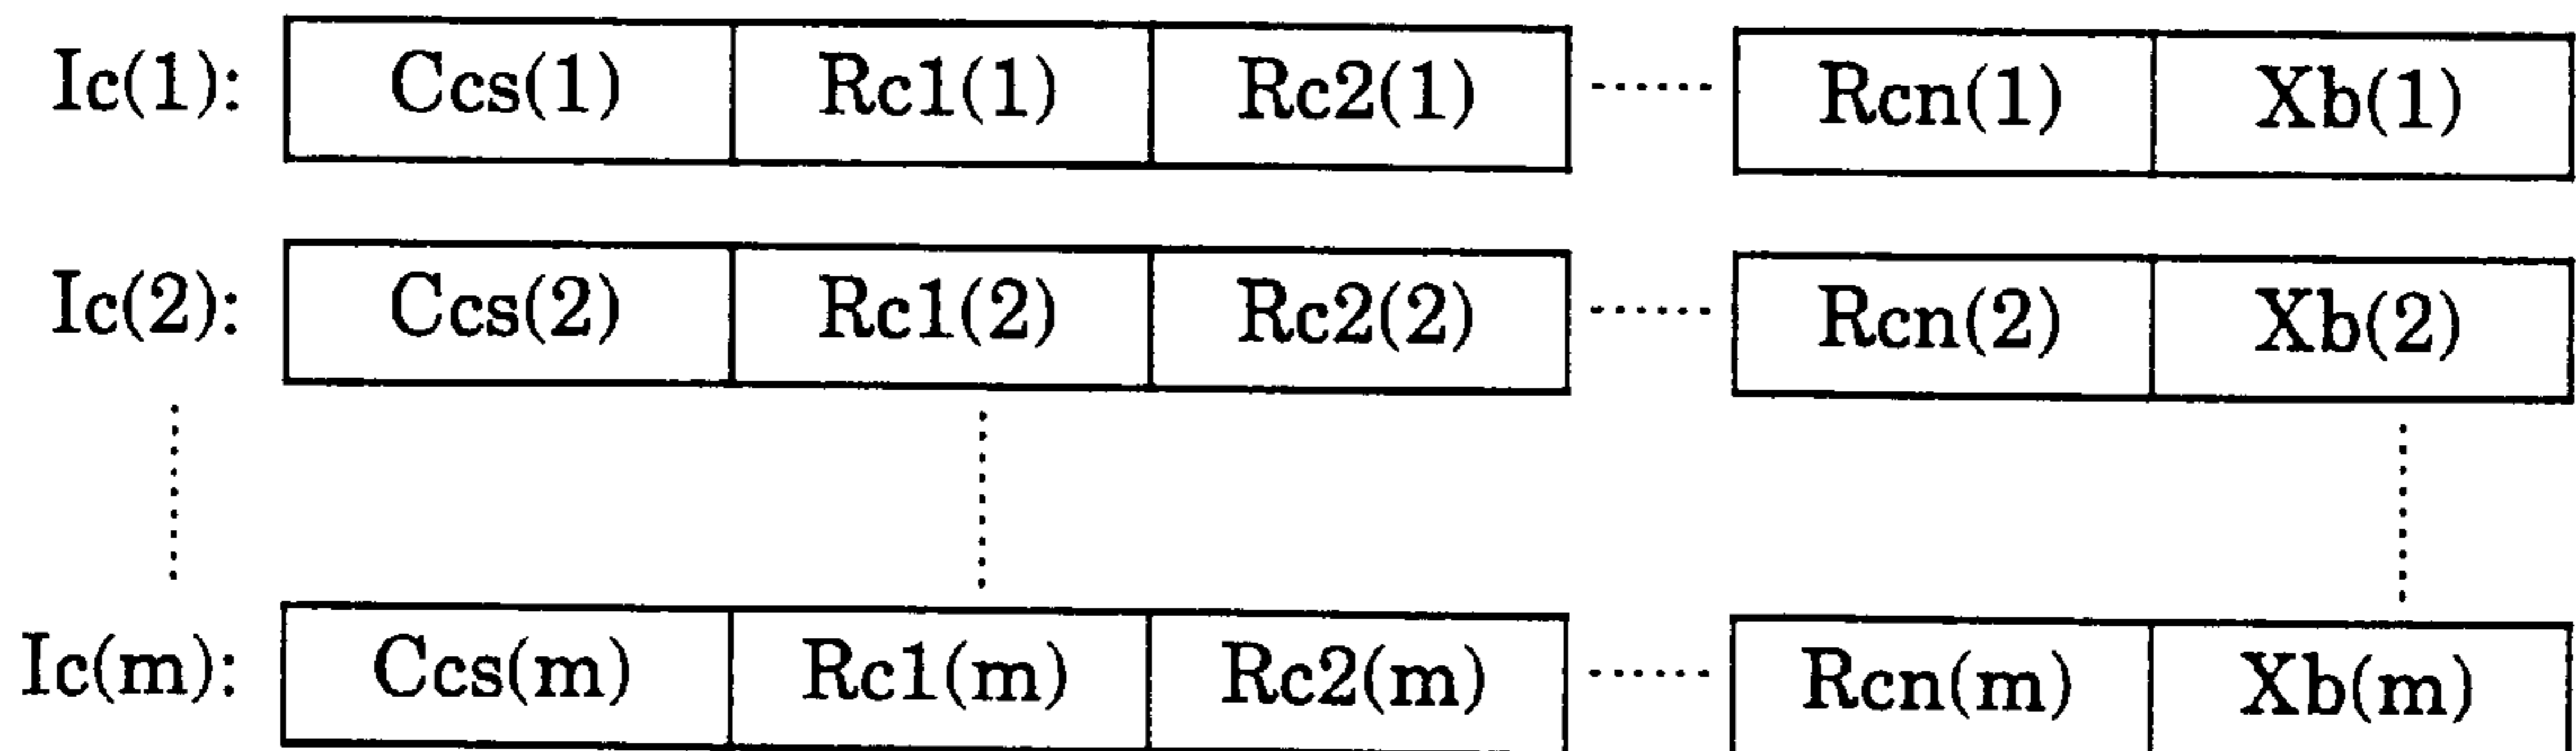 Ic(1): Ccs(1) Rc1(1) Rc2(1) ...... Rcn(1) Xb(1)
Ic(2): Ccs(2) Rc1(2) Rc2(2) ...... Rcn(2) Xb(2)
Ic(m): Ccs(m) Rc1(m) Rc2(m) ...... Rcn(m) Xb(m)